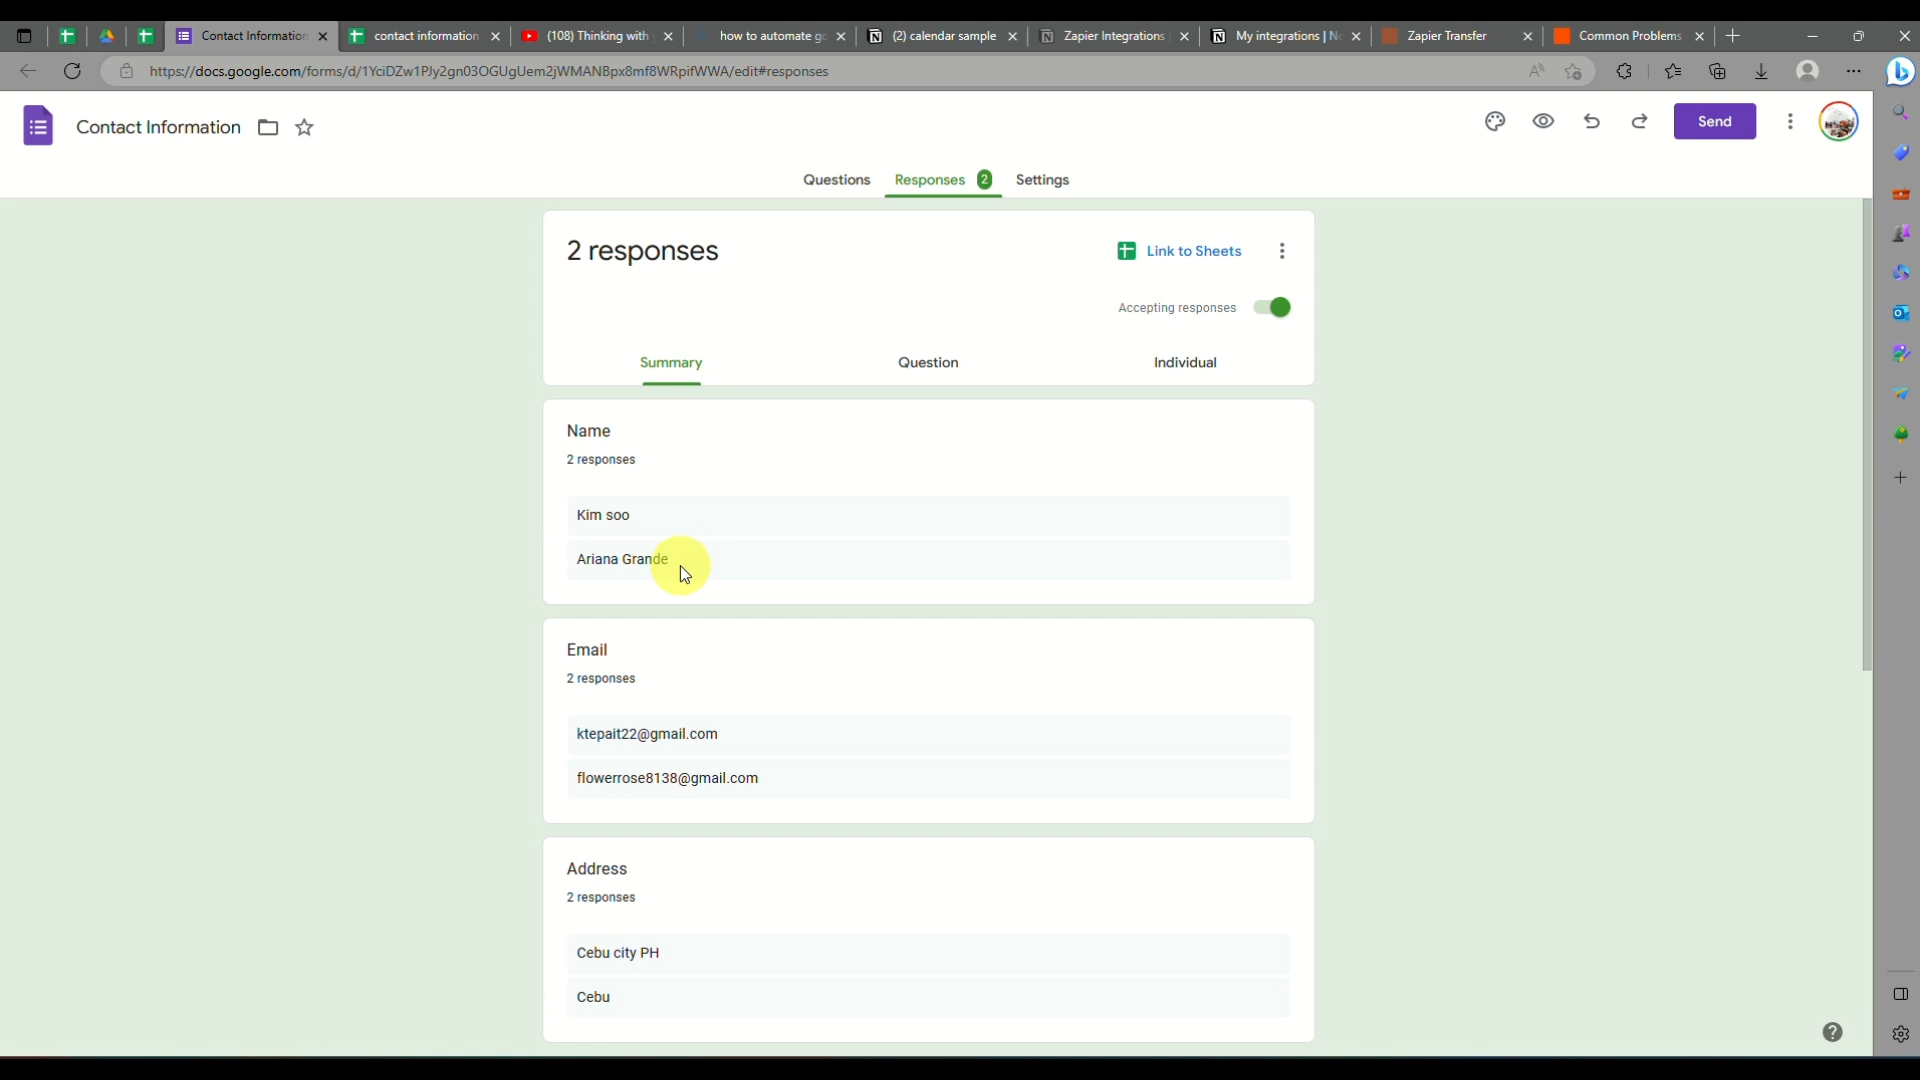 Contact Information
contact information
(108) Thinking with
how to automate go
(2) calendar sample
Zapier Integrations
My integrations | No
Zapier Transfer
Common Problems
https://docs.google.com/forms/d/1YciDZw1PJy2gn03OGUgUem2jWMANBpx8mf8WRpifWWA/edit#responses
Contact Information
Send
Questions Responses 2 Settings
2 responses
Link to Sheets
Accepting responses
Summary Question Individual
Name
2 responses
Kim soo
Ariana Grande
Email
2 responses
ktepait22@gmail.com
flowerrose8138@gmail.com
Address
2 responses
Cebu city PH
Cebu